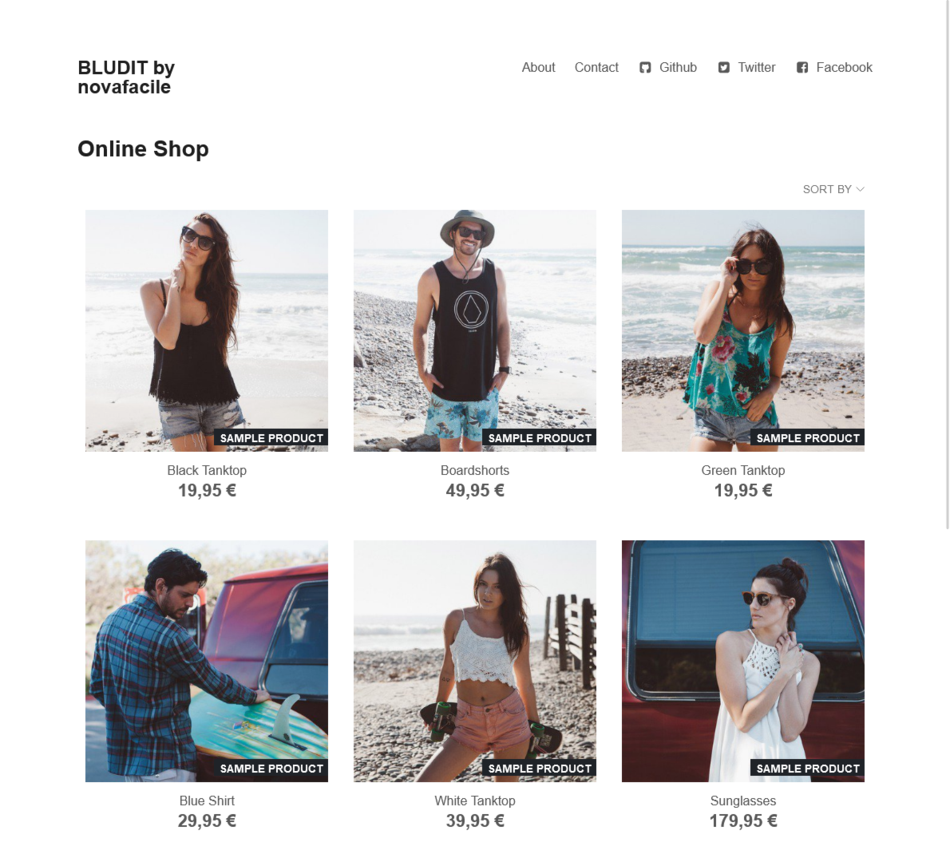 BLUDIT by
novafacile
About Contact Github Twitter Facebook
Online Shop
SORT BY
SAMPLE PRODUCT SAMPLE PRODUCT SAMPLE PRODUCT
Black Tanktop Boardshorts Green Tanktop
19,95 € 49,95 € 19,95 €
SAMPLE PRODUCT SAMPLE PRODUCT SAMPLE PRODUCT
Blue Shirt White Tanktop Sunglasses
29,95 € 39,95 € 179,95 €